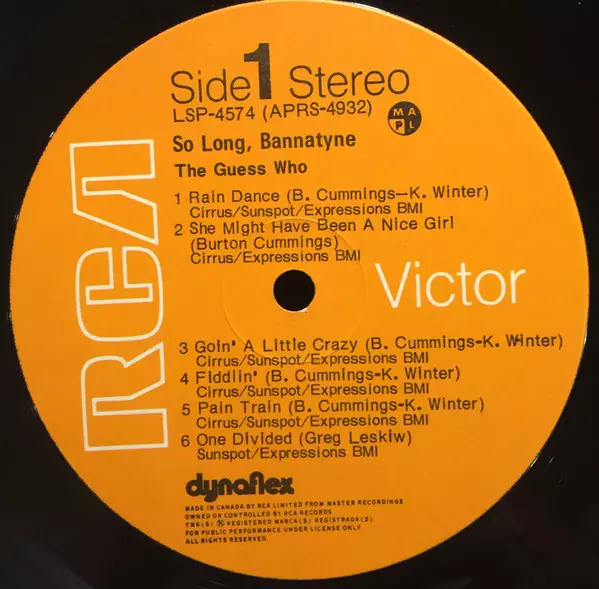 Side 1 Stereo
LSP-4574 (APRS-4932)
MAPL
So Long, Bannatyne
The Guess Who
1 Rain Dance (B. Cummings-K. Winter)
Cirrus/Sunspot/Expressions BMI
2 She Might Have Been A Nice Girl
(Burton Cummings)
Cirrus/Expressions BMI
RCA
Victor
3 Goin' A Little Crazy (B. Cummings-K. Winter)
Cirrus/Sunspot/Expressions BMI
4 Fiddlin' (B. Cummings-K. Winter)
Cirrus/Sunspot/Expressions BMI
5 Pain Train (B. Cummings-K. Winter)
Cirrus/Sunspot/Expressions BMI
6 One Divided (Greg Leskiw)
Sunspot/Expressions BMI
dynaflex
MADE IN CANADA BY RCA LIMITED FROM MASTER RECORDINGS
OWNED OR CONTROLLED BY RCA RECORDS
TMK(S) ® REGISTERED MARCA(S) REGISTRADA(S)
FOR PUBLIC PERFORMANCE UNDER LICENSE ONLY
ALL RIGHTS RESERVED.